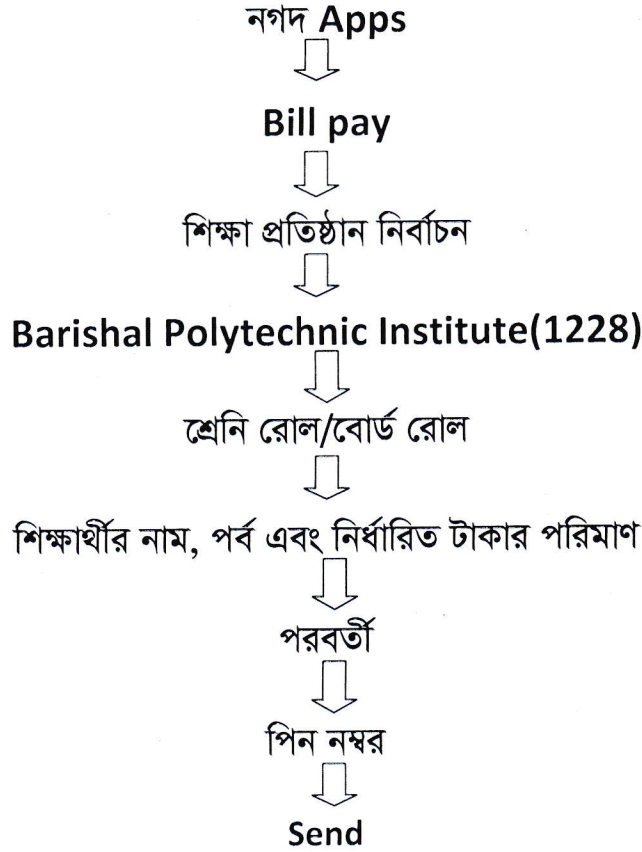 নগদ Apps
Bill pay
শিক্ষা প্রতিষ্ঠান নির্বাচন
Barishal Polytechnic Institute(1228)
শ্রেনি রোল/বোর্ড রোল
শিক্ষার্থীর নাম, পর্ব এবং নির্ধারিত টাকার পরিমাণ
পরবর্তী
পিন নম্বর
Send